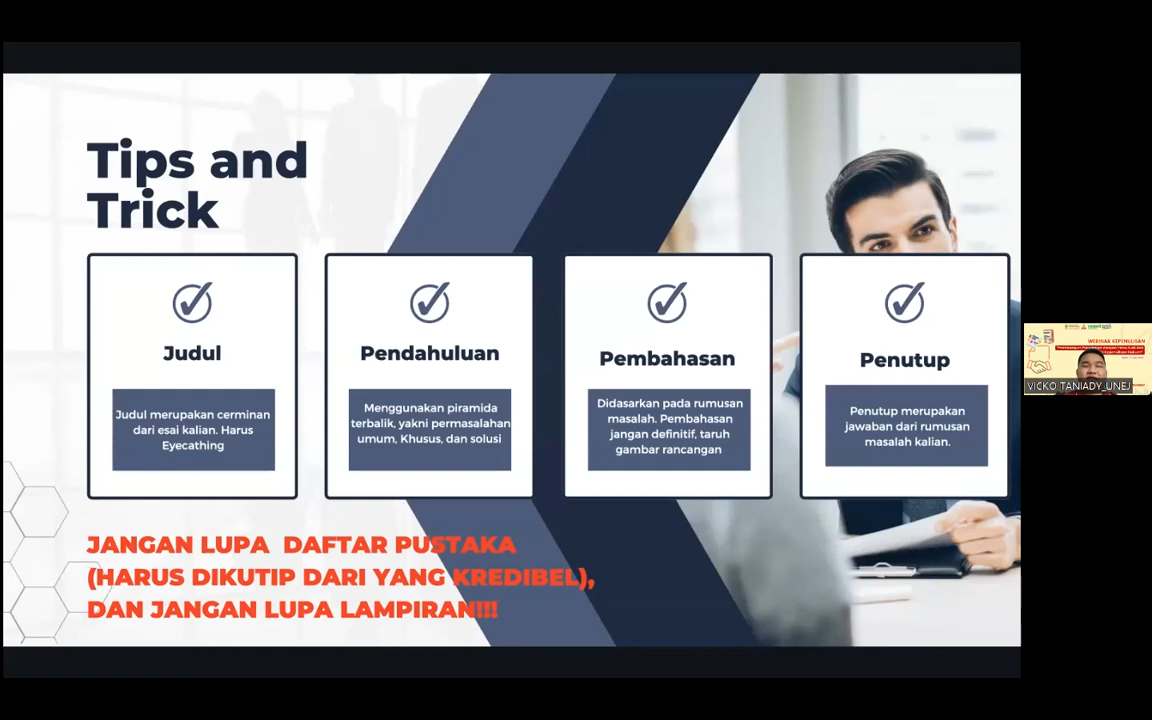 Tips and
Trick
Judul
Judul merupakan cerminan
dari esai kalian. Harus
Eyecathing
Pendahuluan
Menggunakan piramida
terbalik, yakni permasalahan
umum, Khusus, dan solusi
Pembahasan
Didasarkan pada rumusan
masalah. Pembahasan
jangan definitif, taruh
gambar rancangan
Penutup
Penutup merupakan
jawaban dari rumusan
masalah kalian.
JANGAN LUPA DAFTAR PUSTAKA
(HARUS DIKUTIP DARI YANG KREDIBEL),
DAN JANGAN LUPA LAMPIRAN!!!
WEBINAR KEPENULISAN
VICKO TANIADY_UNEJ